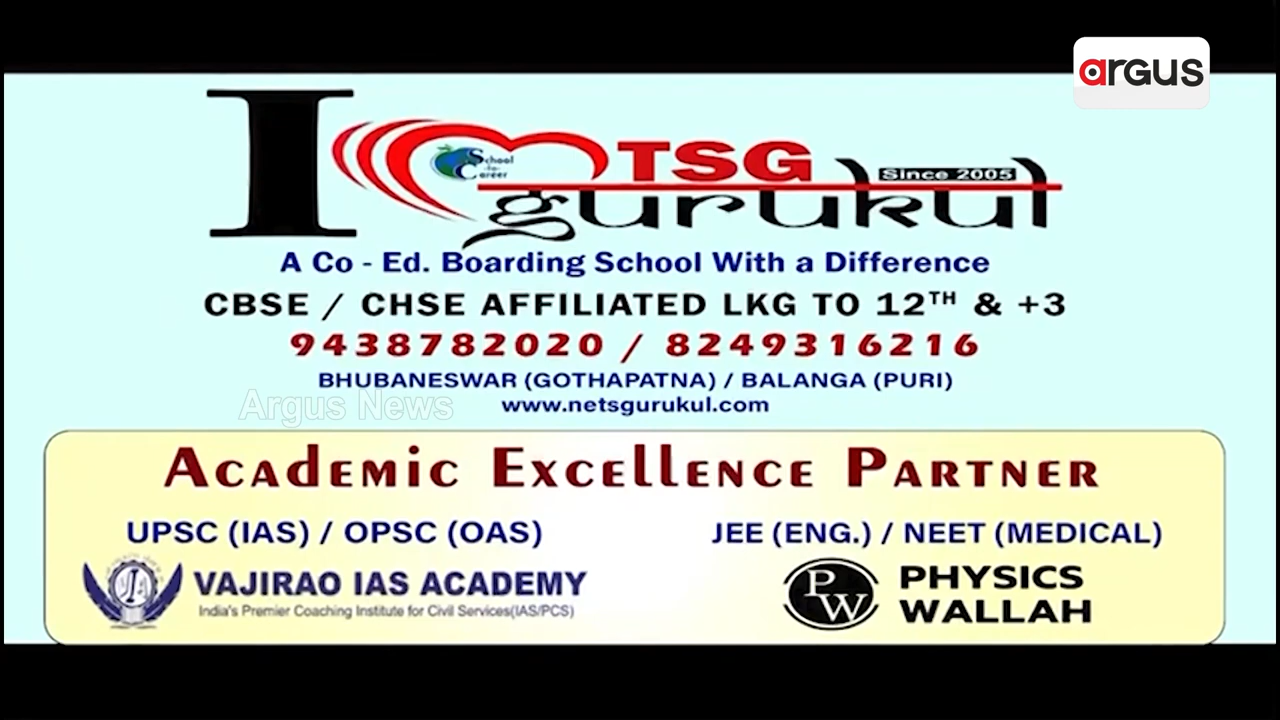 argus
I
TSG
School
to
Career
Since 2005
gurukul
A Co - Ed. Boarding School With a Difference
CBSE / CHSE AFFILIATED LKG TO 12TH & +3
9438782020 / 8249316216
BHUBANESWAR (GOTHAPATNA) / BALANGA (PURI)
Argus News
www.netsgurukul.com
ACADEMIC EXCELLENCE PARTNER
UPSC (IAS) / OPSC (OAS)
JEE (ENG.) / NEET (MEDICAL)
VAJIRAO IAS ACADEMY
India's Premier Coaching Institute for Civil Services(IAS/PCS)
PW
PHYSICS
WALLAH